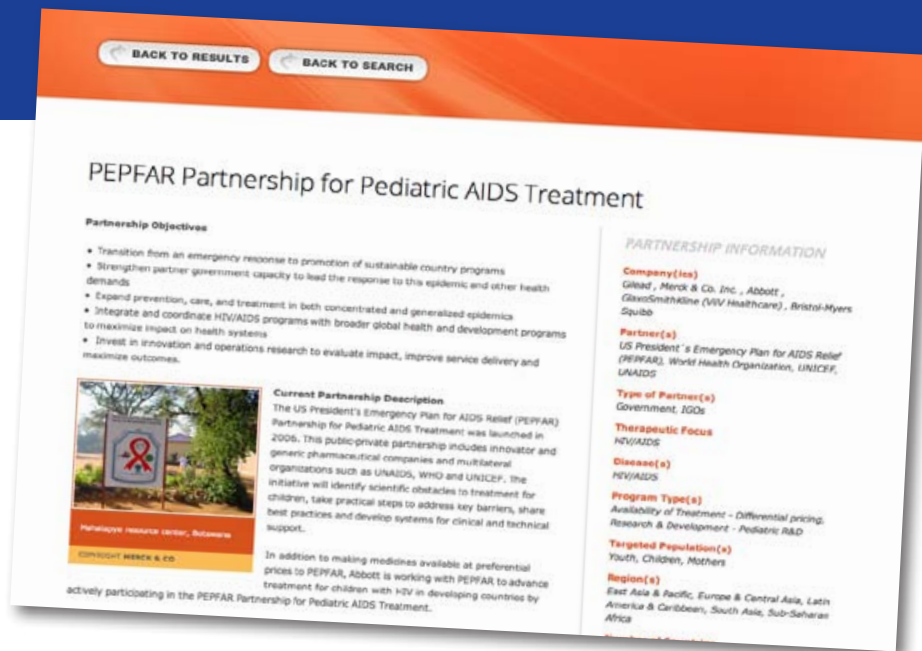 BACK TO RESULTS
BACK TO SEARCH
PEPFAR Partnership for Pediatric AIDS Treatment
Partnership Objectives
• Transition from an emergency response to promotion of sustainable country programs
• Strengthen partner government capacity to lead the response to this epidemic and other health
demands
• Expand prevention, care, and treatment in both concentrated and generalized epidemics
• Integrate and coordinate HIV/AIDS programs with broader global health and development programs
to maximize impact on health systems
• Invest in innovation and operations research to evaluate impact, improve service delivery and
maximize outcomes.
Mahalapye resource center, Botswana
COPYRIGHT MERCK & CO
Current Partnership Description
The US President's Emergency Plan for AIDS Relief (PEPFAR)
Partnership for Pediatric AIDS Treatment was launched in
2006. This public-private partnership includes innovator and
generic pharmaceutical companies and multilateral
organizations such as UNAIDS, WHO and UNICEF. The
initiative will identify scientific obstacles to treatment for
children, take practical steps to address key barriers, share
best practices and develop systems for clinical and technical
support.
In addition to making medicines available at preferential
prices to PEPFAR, Abbott is working with PEPFAR to advance
treatment for children with HIV in developing countries by
actively participating in the PEPFAR Partnership for Pediatric AIDS Treatment.
PARTNERSHIP INFORMATION
Company(ies)
Gilead , Merck & Co. Inc. , Abbott ,
GlaxoSmithKline (ViiV Healthcare) , Bristol-Myers
Squibb
Partner(s)
US President´s Emergency Plan for AIDS Relief
(PEPFAR), World Health Organization, UNICEF,
UNAIDS
Type of Partner(s)
Government, IGOs
Therapeutic Focus
HIV/AIDS
Disease(s)
HIV/AIDS
Program Type(s)
Availability of Treatment - Differential pricing,
Research & Development - Pediatric R&D
Targeted Population(s)
Youth, Children, Mothers
Region(s)
East Asia & Pacific, Europe & Central Asia, Latin
America & Caribbean, South Asia, Sub-Saharan
Africa